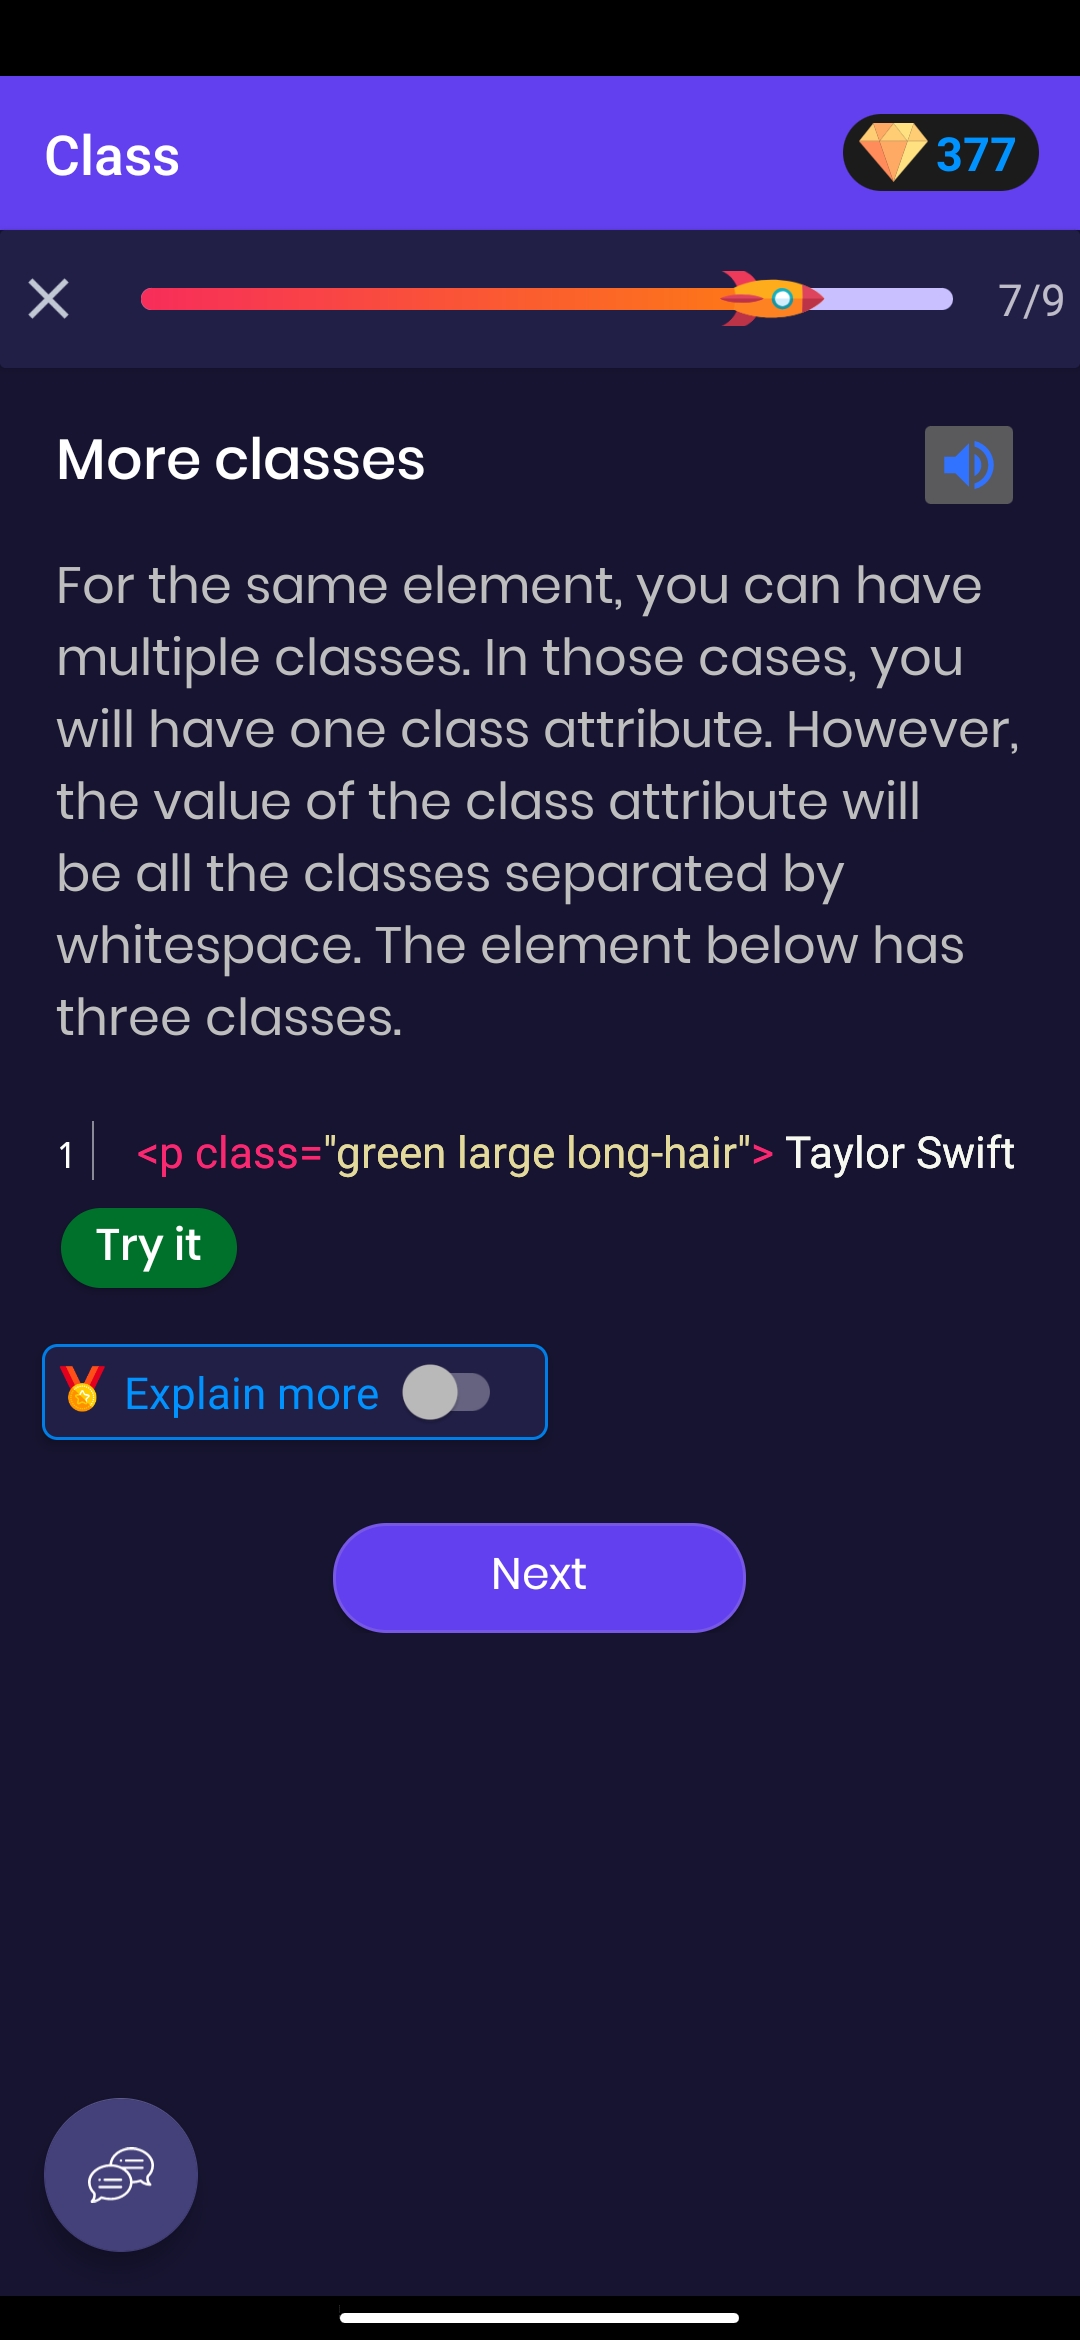 Class
377
7/9
More classes
For the same element, you can have
multiple classes. In those cases, you
will have one class attribute. However,
the value of the class attribute will
be all the classes separated by
whitespace. The element below has
three classes.
1 <p class="green large long-hair"> Taylor Swift
Try it
Explain more
Next